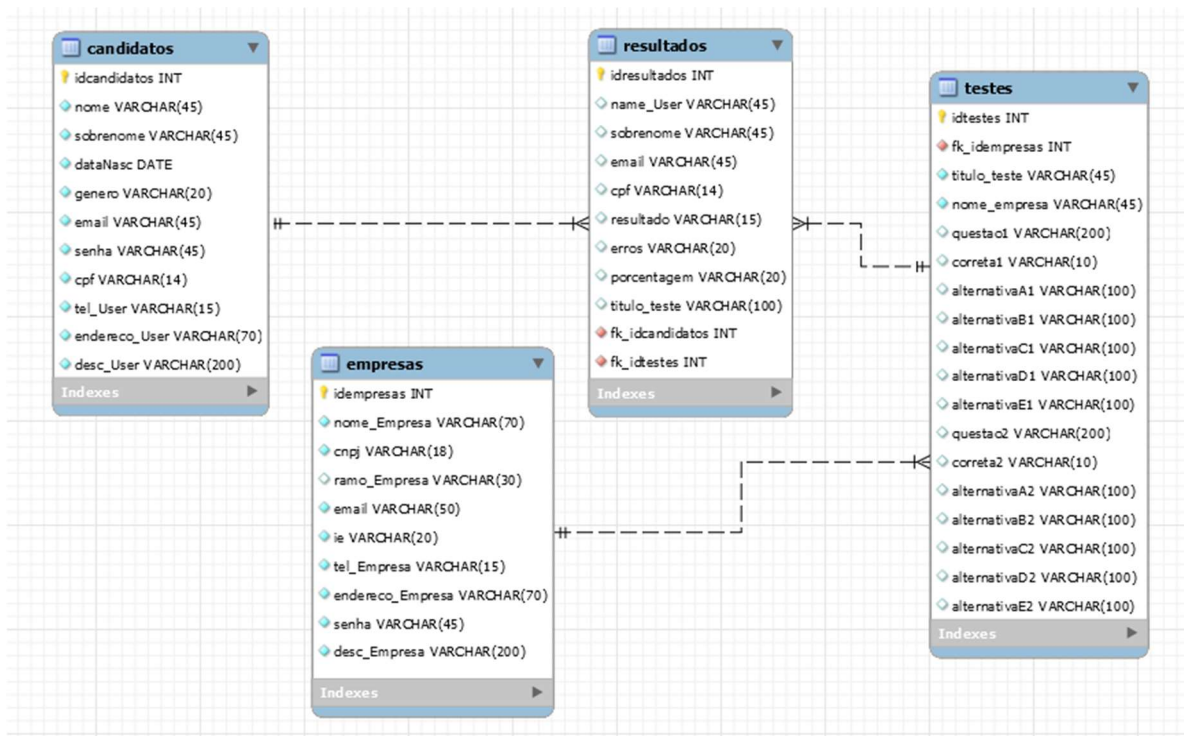 candidatos
idcandidatos INT
nome VARCHAR(45)
sobrenome VARCHAR(45)
dataNasc DATE
genero VARCHAR(20)
email VARCHAR(45)
senha VARCHAR(45)
cpf VARCHAR(14)
tel_User VARCHAR(15)
endereco_User VARCHAR(70)
desc_User VARCHAR(200)
Indexes
empresas
idempresas INT
nome_Empresa VARCHAR(70)
cnpj VARCHAR(18)
ramo_Empresa VARCHAR(30)
email VARCHAR(50)
ie VARCHAR(20)
tel_Empresa VARCHAR(15)
endereco_Empresa VARCHAR(70)
senha VARCHAR(45)
desc_Empresa VARCHAR(200)
Indexes
resultados
idresultados INT
name_User VARCHAR(45)
sobrenome VARCHAR(45)
email VARCHAR(45)
cpf VARCHAR(14)
resultado VARCHAR(15)
erros VARCHAR(20)
porcentagem VARCHAR(20)
titulo_teste VARCHAR(100)
fk_idcandidatos INT
fk_idtestes INT
Indexes
testes
idtestes INT
fk_idempresas INT
titulo_teste VARCHAR(45)
nome_empresa VARCHAR(45)
questao1 VARCHAR(200)
correta1 VARCHAR(10)
alternativaA1 VARCHAR(100)
alternativaB1 VARCHAR(100)
alternativaC1 VARCHAR(100)
alternativaD1 VARCHAR(100)
alternativaE1 VARCHAR(100)
questao2 VARCHAR(200)
correta2 VARCHAR(10)
alternativaA2 VARCHAR(100)
alternativaB2 VARCHAR(100)
alternativaC2 VARCHAR(100)
alternativaD2 VARCHAR(100)
alternativaE2 VARCHAR(100)
Indexes